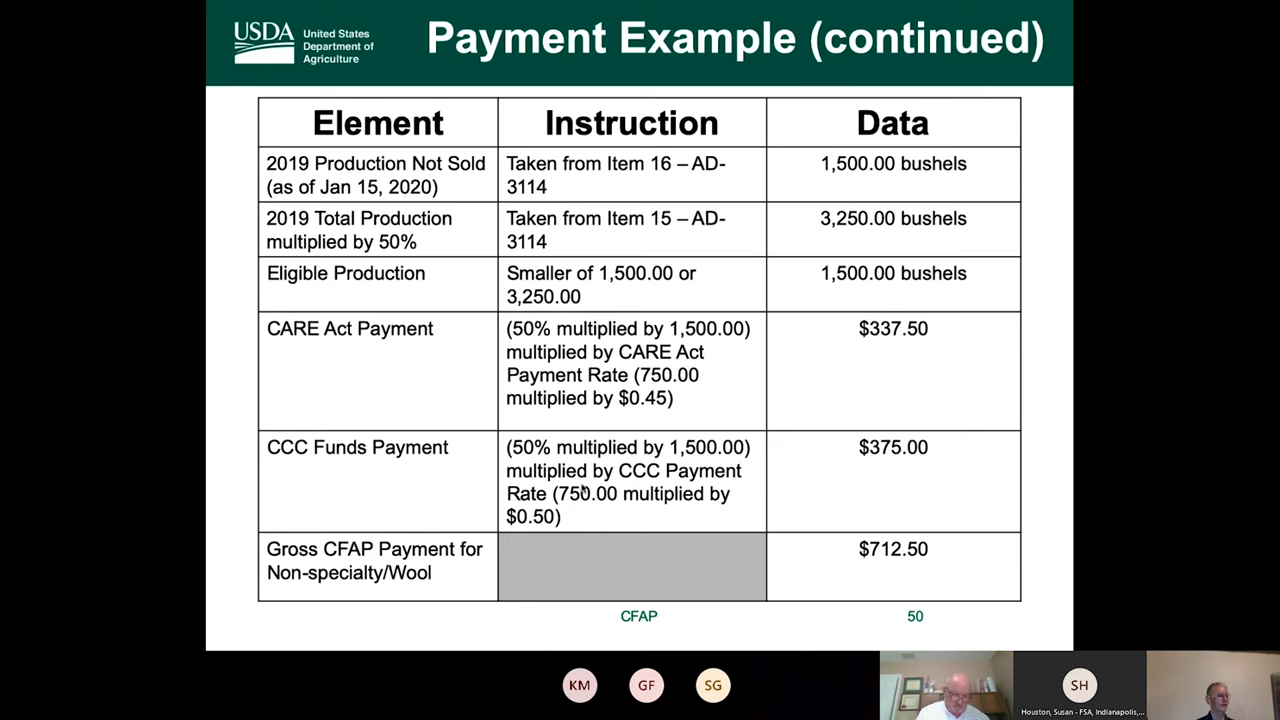 USDA
United States
Department of
Agriculture
Payment Example (continued)
Element
Instruction
Data
2019 Production Not Sold
(as of Jan 15, 2020)
Taken from Item 16 – AD-
3114
1,500.00 bushels
2019 Total Production
multiplied by 50%
Taken from Item 15 – AD-
3114
3,250.00 bushels
Eligible Production
Smaller of 1,500.00 or
3,250.00
1,500.00 bushels
CARE Act Payment
(50% multiplied by 1,500.00)
multiplied by CARE Act
Payment Rate (750.00
multiplied by $0.45)
$337.50
CCC Funds Payment
(50% multiplied by 1,500.00)
multiplied by CCC Payment
Rate (750.00 multiplied by
$0.50)
$375.00
Gross CFAP Payment for
Non-specialty/Wool
$712.50
CFAP
50
KM
GF
SG
SH
Houston, Susan - FSA, Indianapolis,...